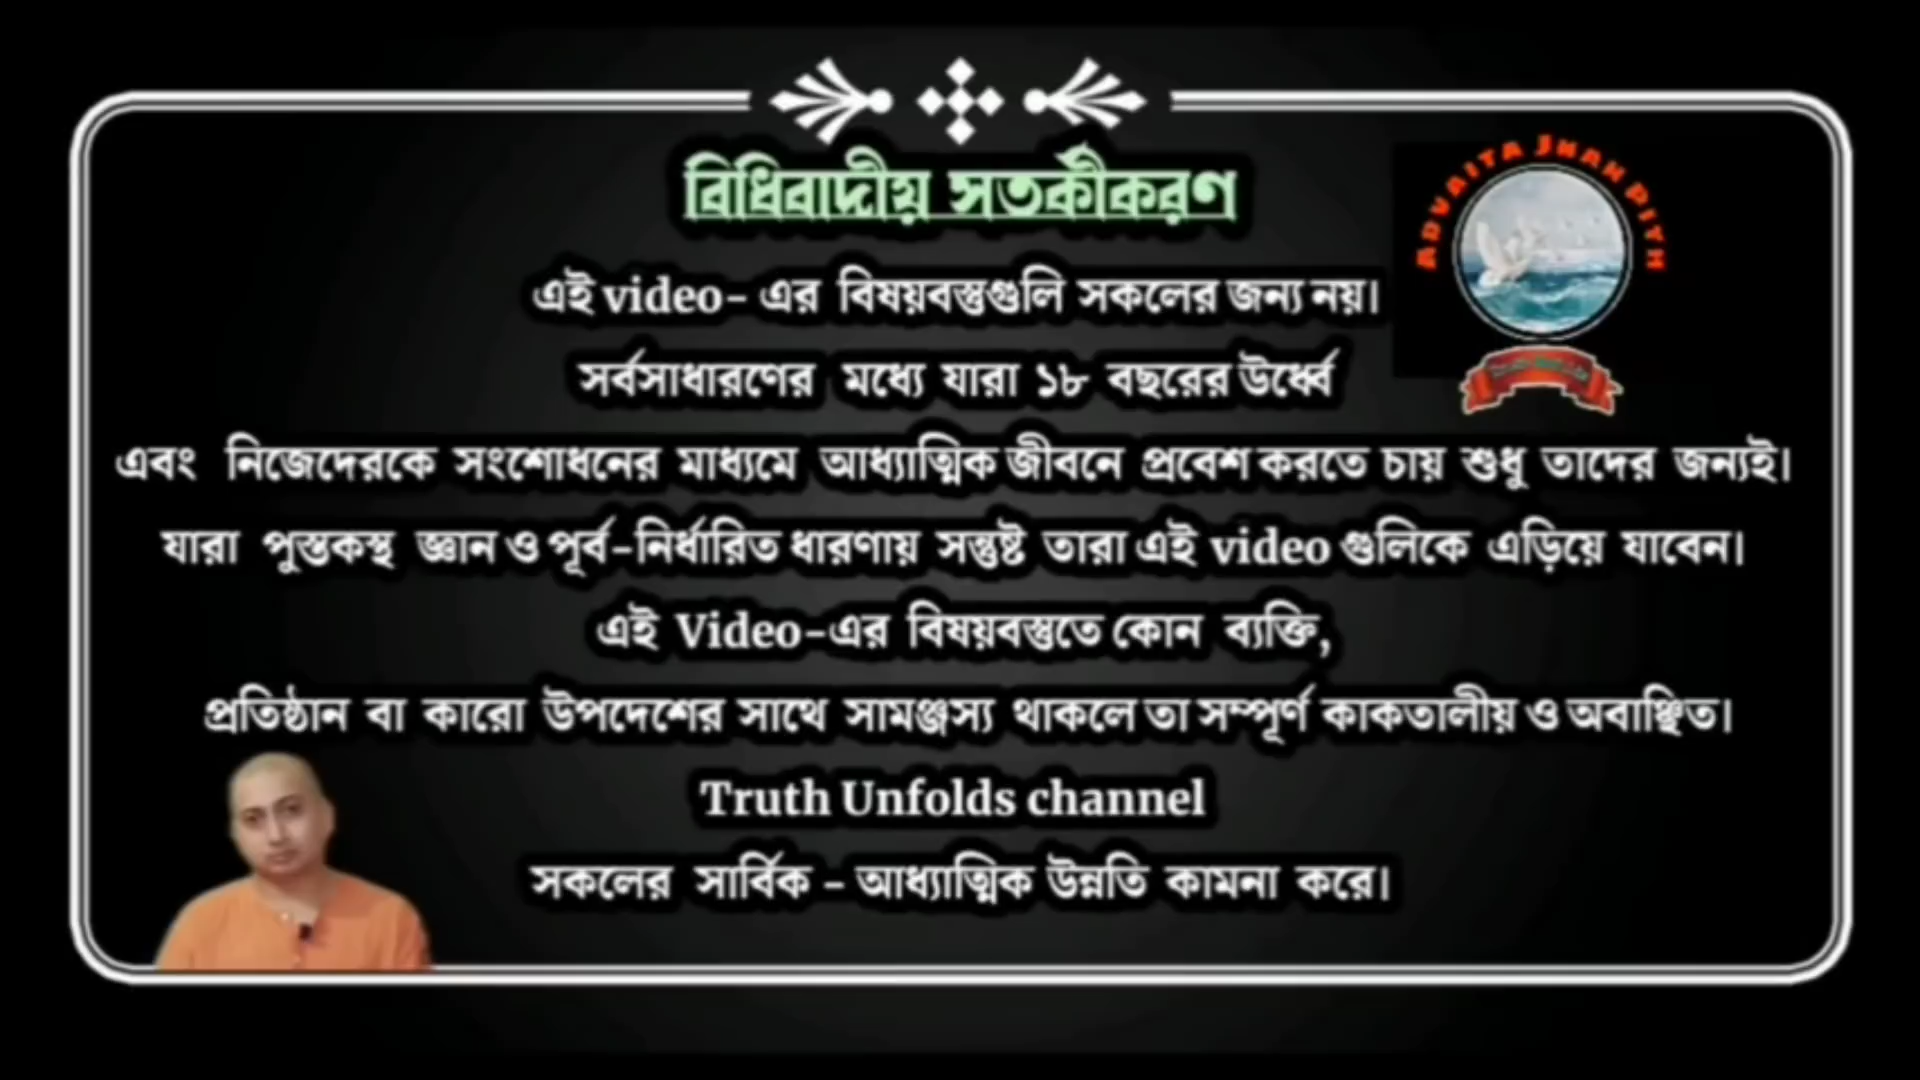 বিধিবাদীয় সতর্কীকরণ
ADVAITA JNAN PITH
এই video- এর বিষয়বস্তুগুলি সকলের জন্য নয়।
সর্বসাধারণের মধ্যে যারা ১৮ বছরের উর্ধ্বে
এবং নিজেদেরকে সংশোধনের মাধ্যমে আধ্যাত্মিক জীবনে প্রবেশ করতে চায় শুধু তাদের জন্যই।
যারা পুস্তকস্থ জ্ঞান ও পূর্ব-নির্ধারিত ধারণায় সন্তুষ্ট তারা এই video গুলিকে এড়িয়ে যাবেন।
এই Video-এর বিষয়বস্তুতে কোন ব্যক্তি,
প্রতিষ্ঠান বা কারো উপদেশের সাথে সামঞ্জস্য থাকলে তা সম্পূর্ণ কাকতালীয় ও অবাঞ্ছিত।
Truth Unfolds channel
সকলের সার্বিক - আধ্যাত্মিক উন্নতি কামনা করে।